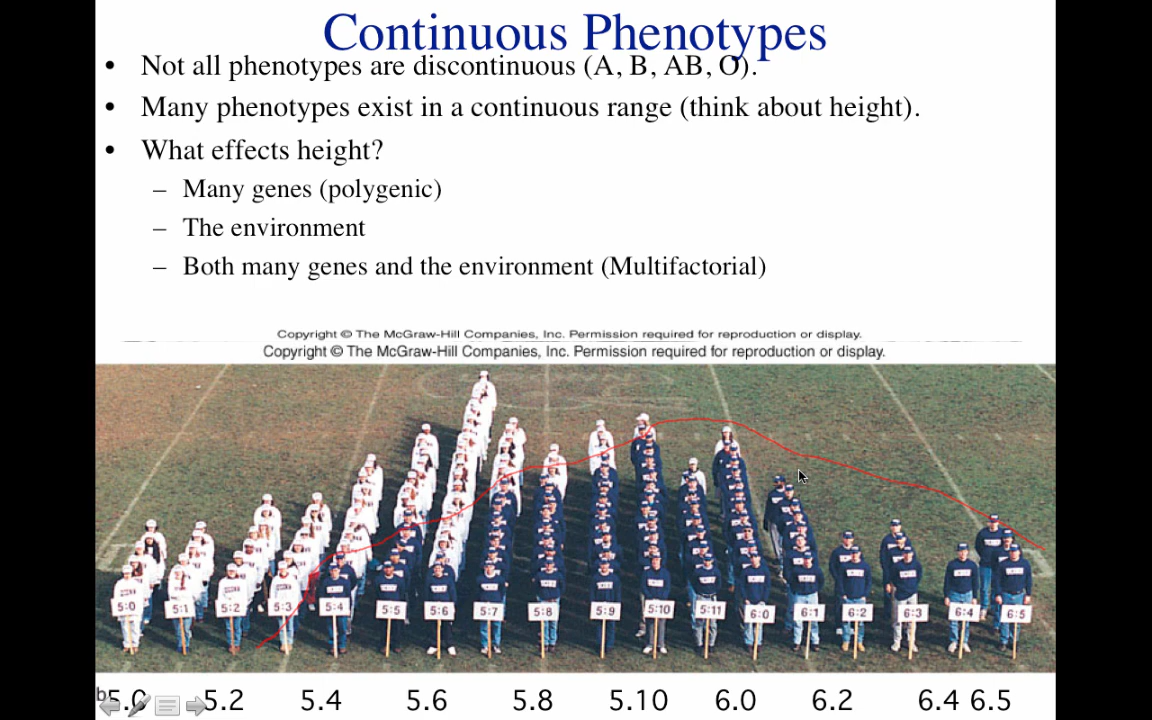 Continuous Phenotypes
• Not all phenotypes are discontinuous (A, B, AB, O).
• Many phenotypes exist in a continuous range (think about height).
• What effects height?
– Many genes (polygenic)
– The environment
– Both many genes and the environment (Multifactorial)
Copyright © The McGraw-Hill Companies, Inc. Permission required for reproduction or display.
Copyright © The McGraw-Hill Companies, Inc. Permission required for reproduction or display.
5:0 5:1 5:2 5:3 5:4 5:5 5:6 5:7 5:8 5:9 5:10 5:11 6:0 6:1 6:2 6:3 6:4 6:5
b
5.0 5.2 5.4 5.6 5.8 5.10 6.0 6.2 6.4 6.5